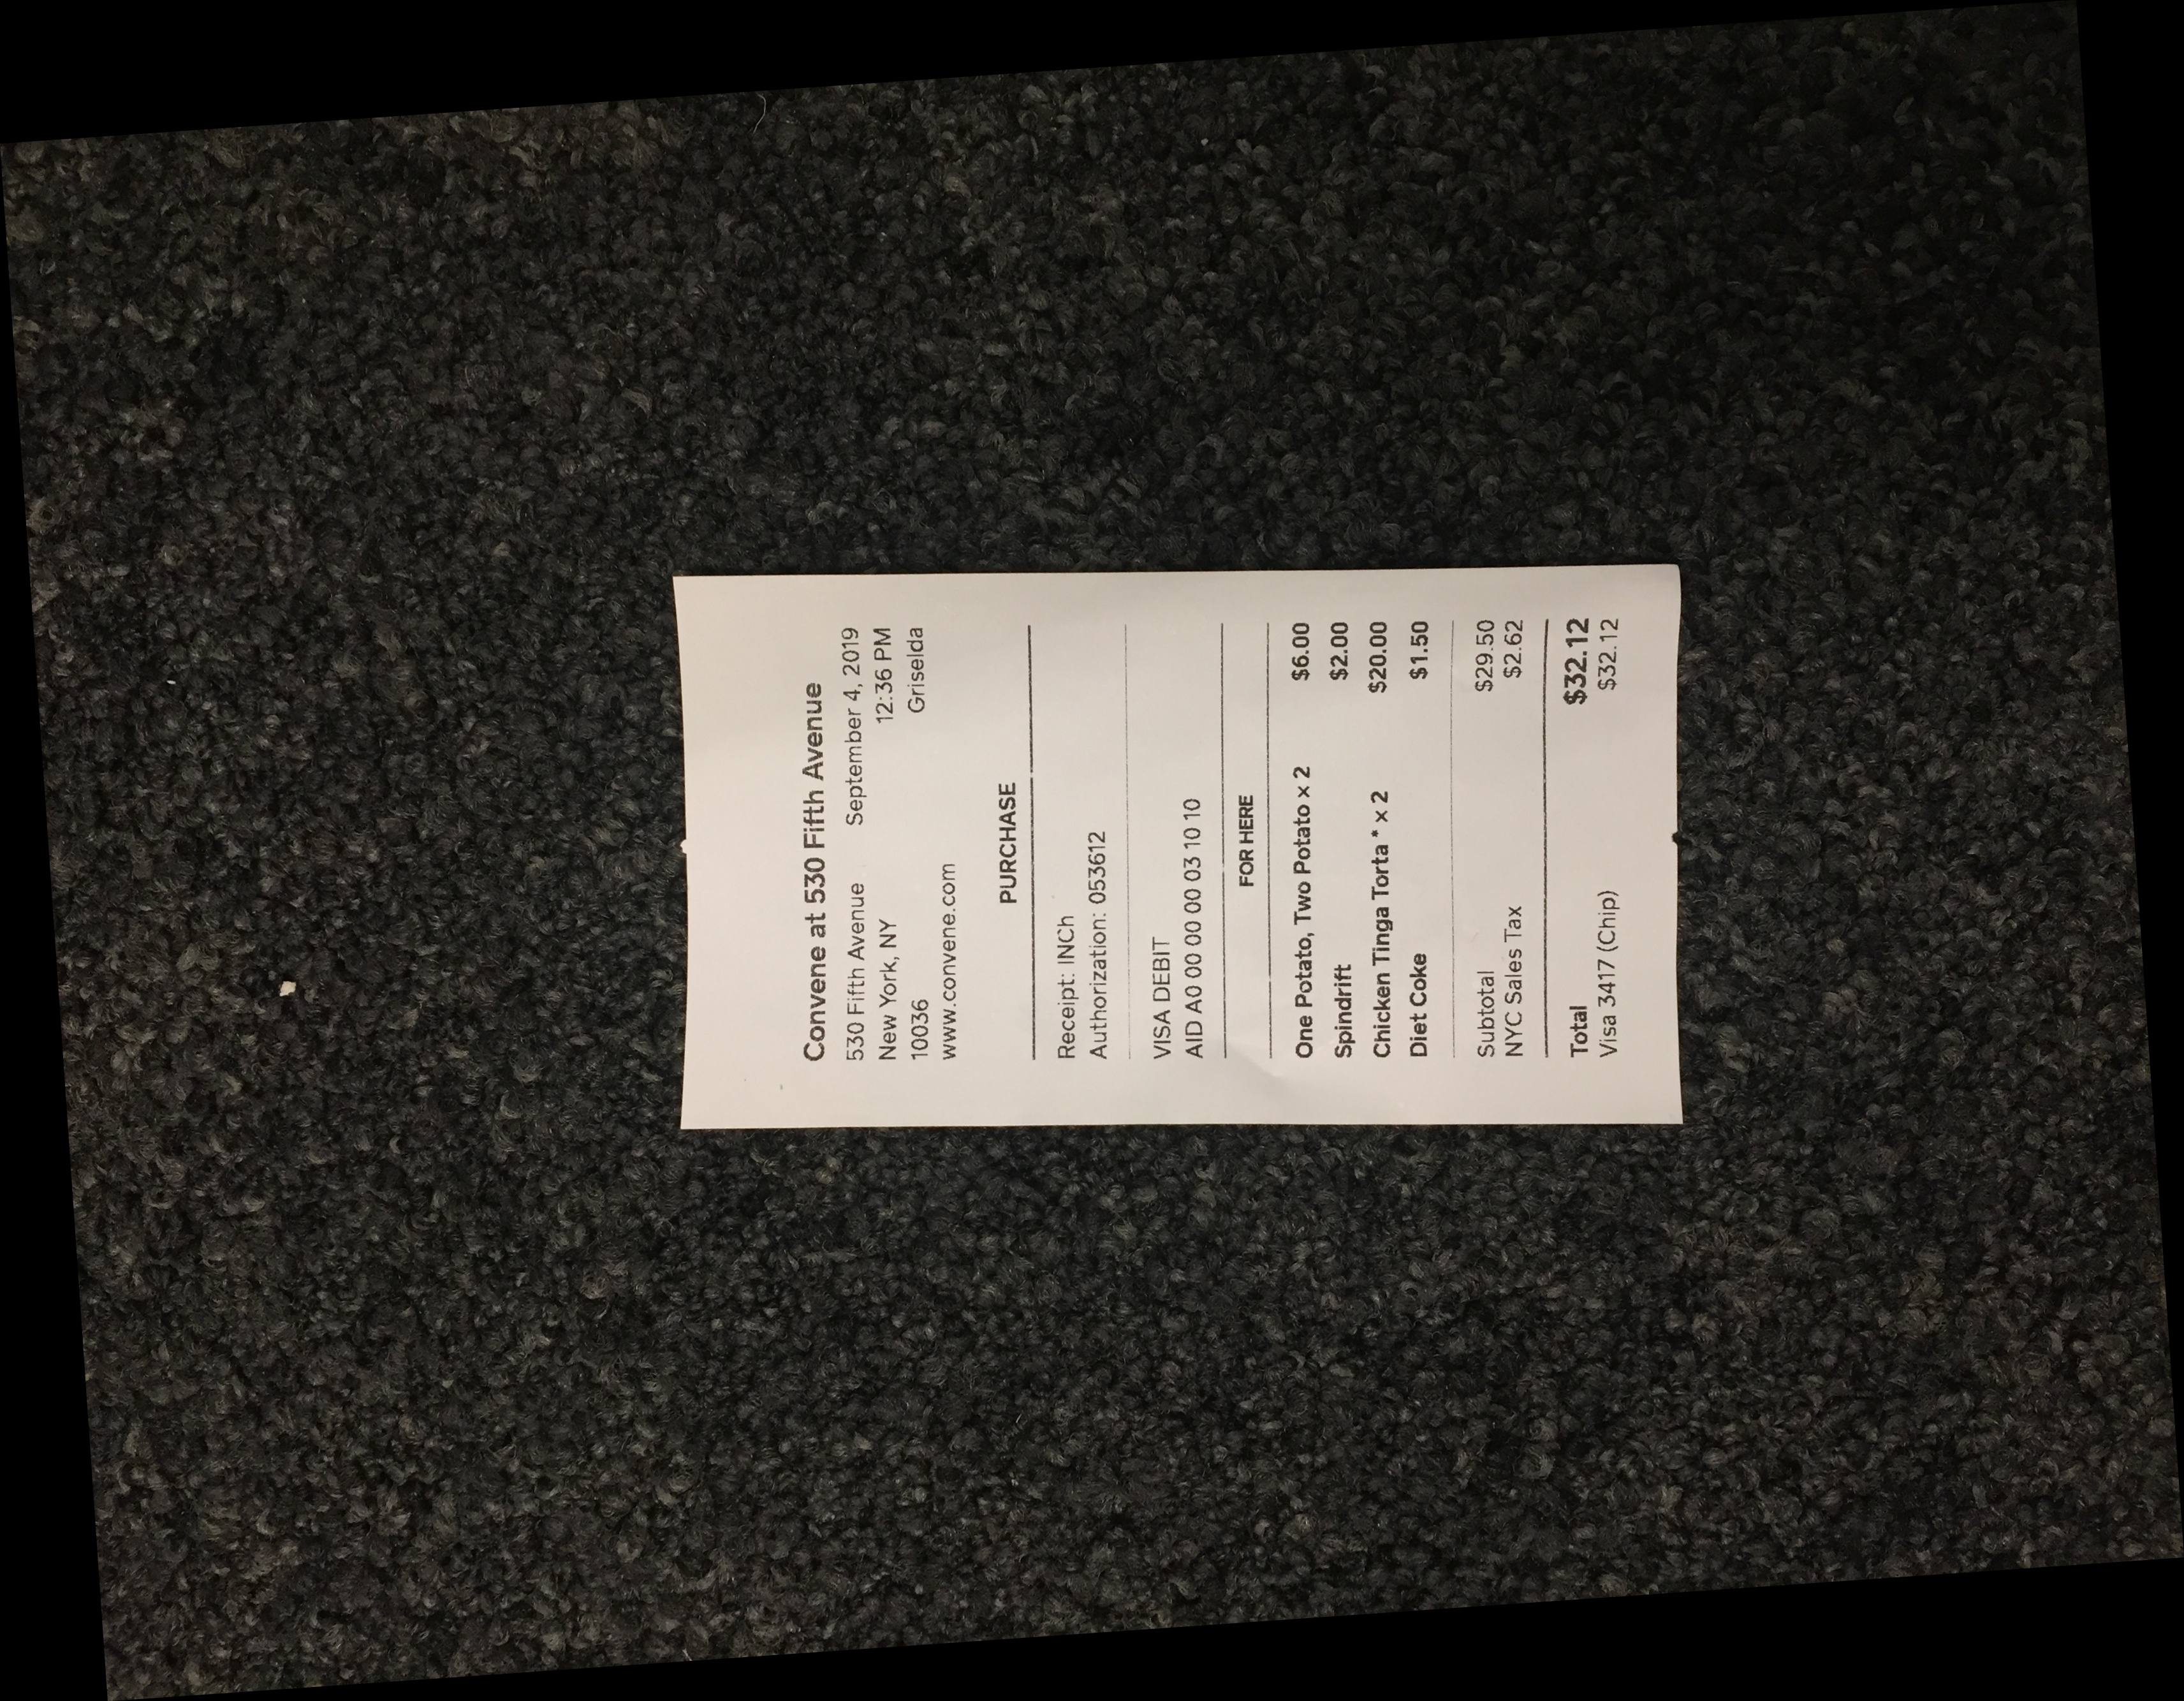 Convene at 530 Fifth Avenue
530 Fifth Avenue September 4, 2019
New York, NY 12:36 PM
10036 Griselda
www.convene.com
PURCHASE
Receipt: INCh
Authorization: 053612
VISA DEBIT
AID A0 00 00 00 03 10 10
FOR HERE
One Potato, Two Potato x 2 $6.00
Spindrift $2.00
Chicken Tinga Torta * x 2 $20.00
Diet Coke $1.50
Subtotal $29.50
NYC Sales Tax $2.62
Total $32.12
Visa 3417 (Chip) $32.12